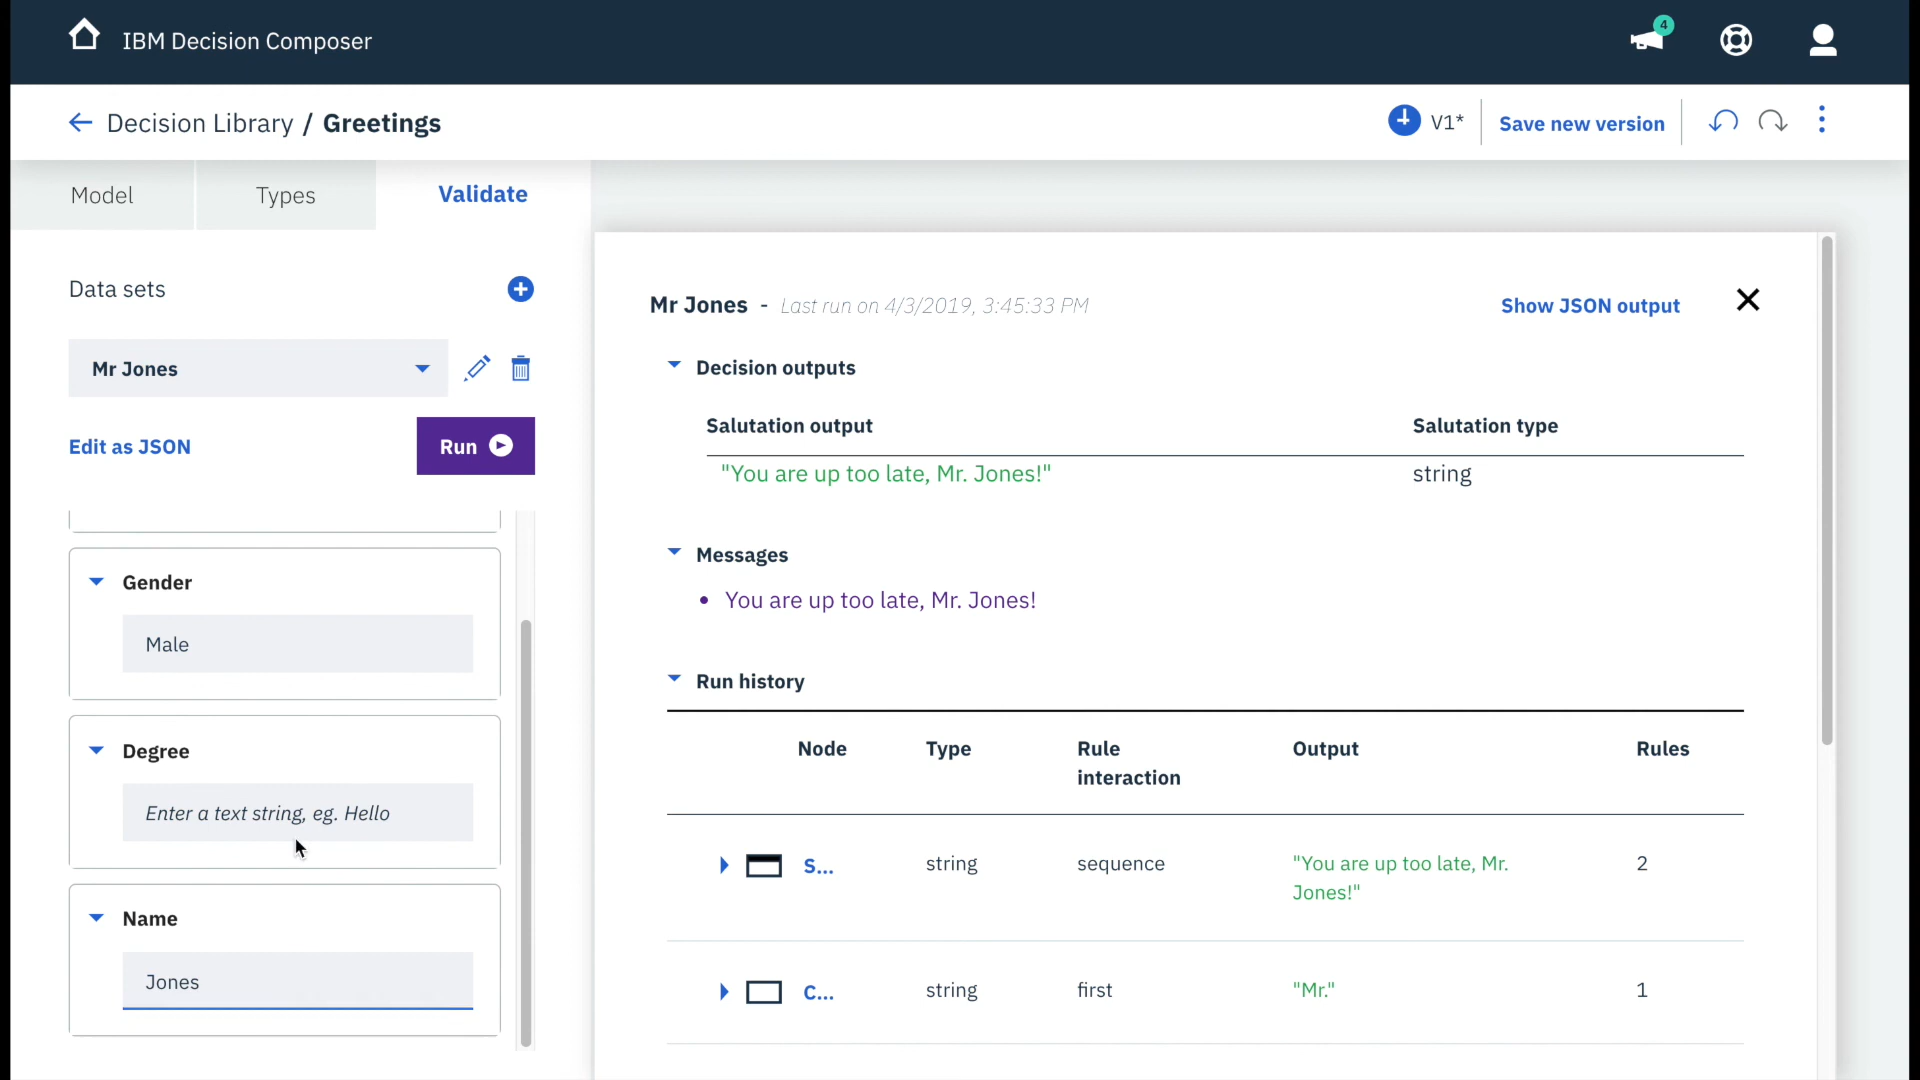 IBM Decision Composer
4
Decision Library / Greetings
V1*
Save new version
Model
Types
Validate
Data sets
Mr Jones
Edit as JSON
Run
Gender
Male
Degree
Enter a text string, eg. Hello
Name
Jones
Mr Jones - Last run on 4/3/2019, 3:45:33 PM
Show JSON output
Decision outputs
Salutation output
Salutation type
"You are up too late, Mr. Jones!"
string
Messages
• You are up too late, Mr. Jones!
Run history
Node
Type
Rule
interaction
Output
Rules
S...
string
sequence
"You are up too late, Mr.
Jones!"
2
C...
string
first
"Mr."
1